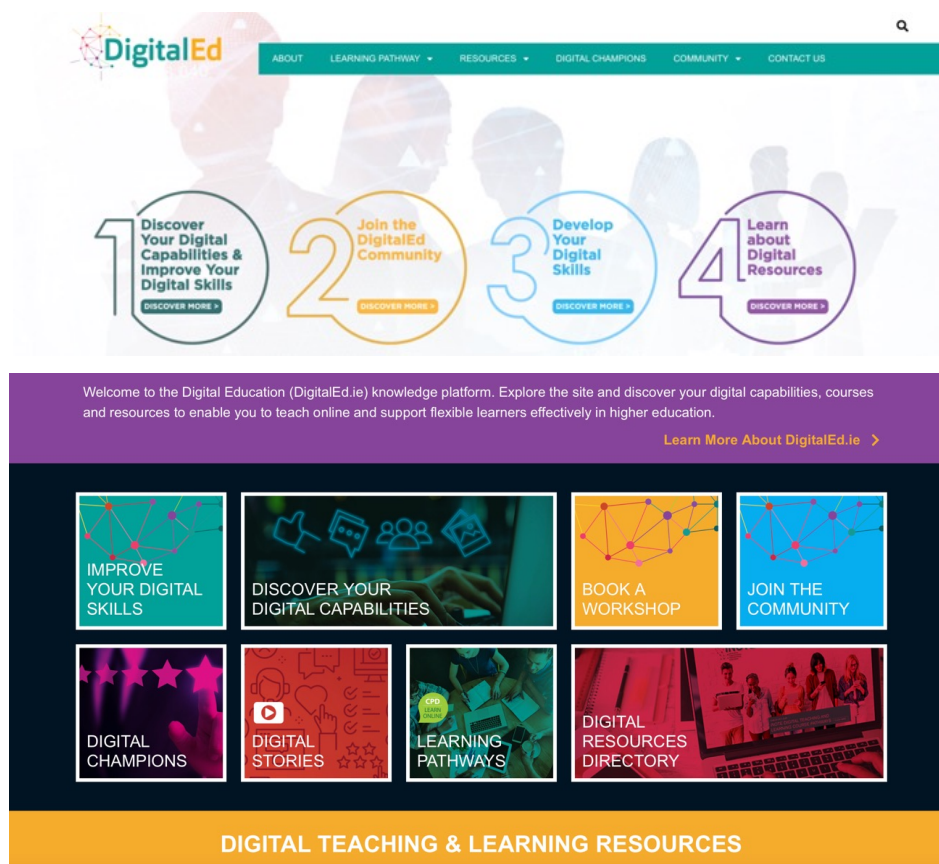 DigitalEd
ABOUT LEARNING PATHWAY RESOURCES DIGITAL CHAMPIONS COMMUNITY CONTACT US
1
Discover
Your Digital
Capabilities &
Improve Your
Digital Skills
DISCOVER MORE >
2
Join the
DigitalEd
Community
DISCOVER MORE >
3
Develop
Your
Digital
Skills
DISCOVER MORE >
4
Learn
about
Digital
Resources
DISCOVER MORE >
Welcome to the Digital Education (DigitalEd.ie) knowledge platform. Explore the site and discover your digital capabilities, courses
and resources to enable you to teach online and support flexible learners effectively in higher education.
Learn More About DigitalEd.ie
IMPROVE
YOUR DIGITAL
SKILLS
DISCOVER YOUR
DIGITAL CAPABILITIES
BOOK A
WORKSHOP
JOIN THE
COMMUNITY
DIGITAL
CHAMPIONS
DIGITAL
STORIES
CPD
LEARN
ONLINE
LEARNING
PATHWAYS
DIGITAL
RESOURCES
DIRECTORY
DIGITAL TEACHING & LEARNING RESOURCES